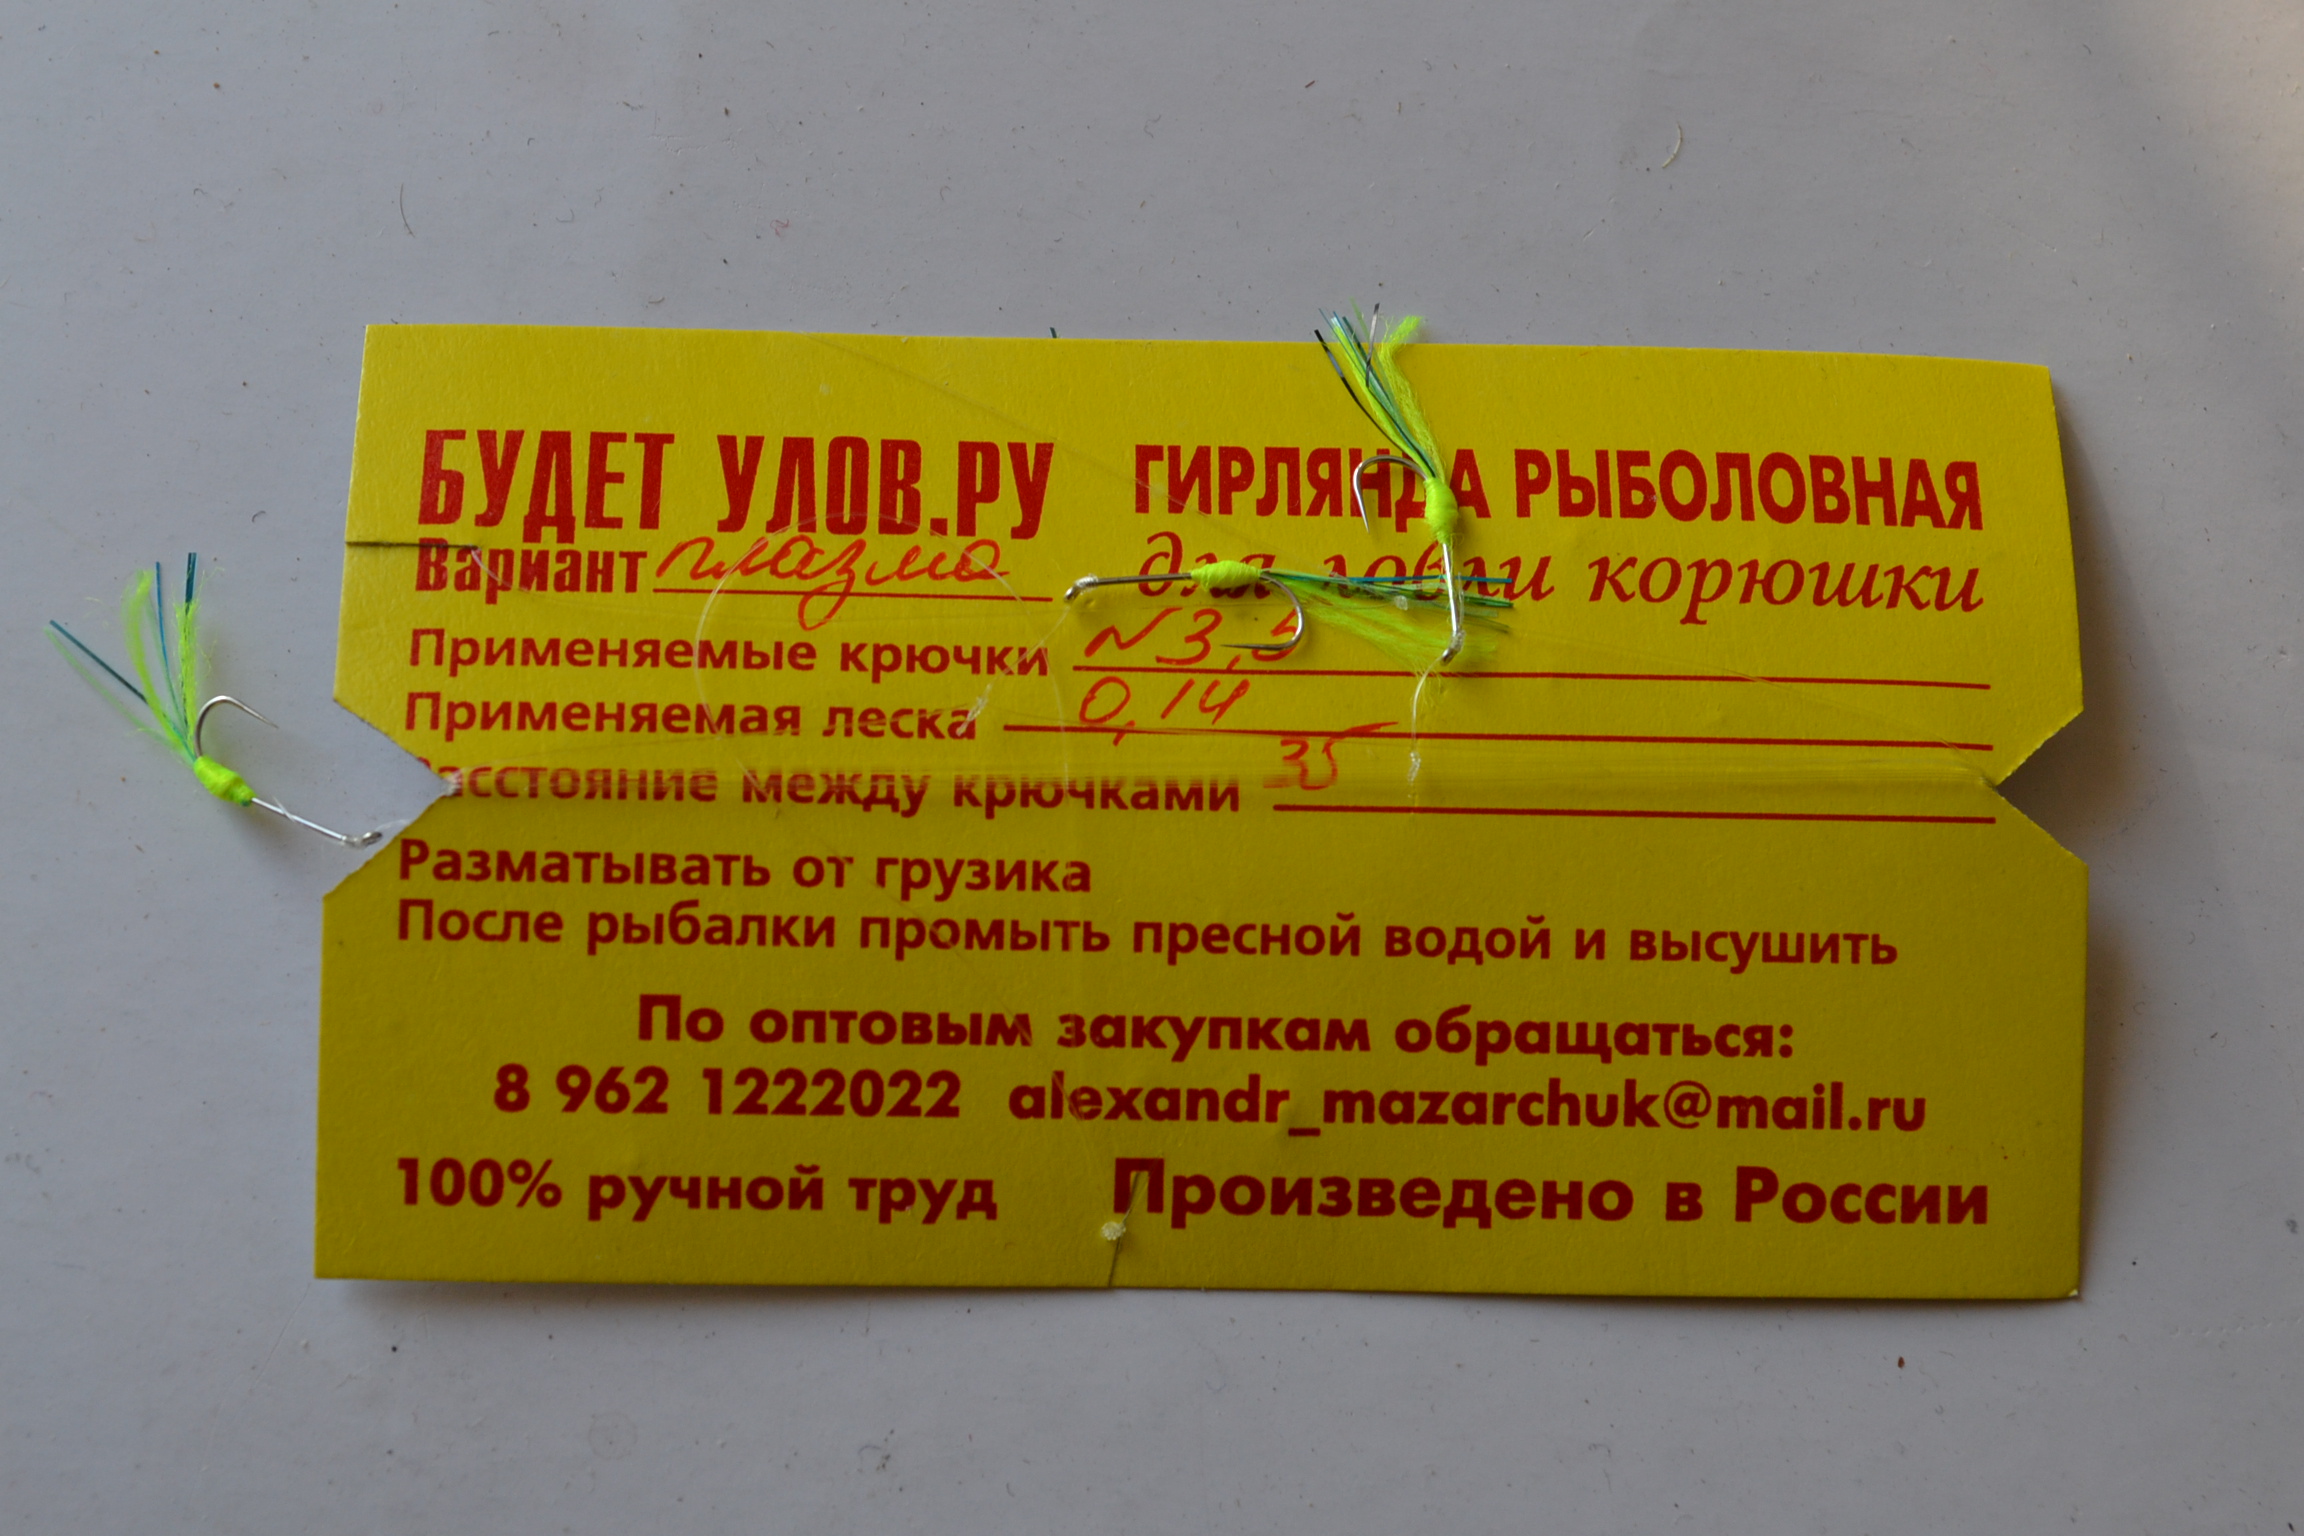 БУДЕТ УЛОВ.РУ ГИРЛЯНДА РЫБОЛОВНАЯ
Вариант плазма для ловли корюшки
Применяемые крючки N3,5
Применяемая леска 0,14
Расстояние между крючками 35
Разматывать от грузика
После рыбалки промыть пресной водой и высушить
По оптовым закупкам обращаться:
8 962 1222022 alexandr_mazarchuk@mail.ru
100% ручной труд Произведено в России